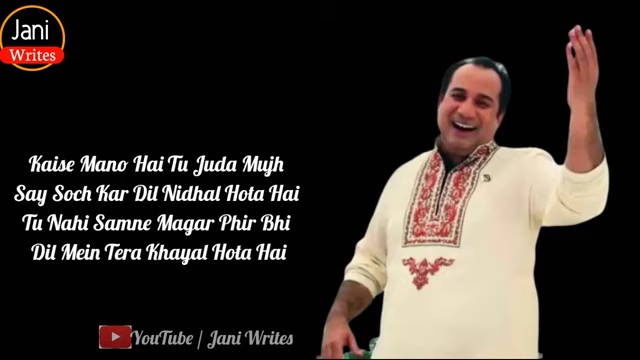 Jani
Writes
Kaise Mano Hai Tu Juda Mujh
Say Soch Kar Dil Nidhal Hota Hai
Tu Nahi Samne Magar Phir Bhi
Dil Mein Tera Khayal Hota Hai
YouTube / Jani Writes